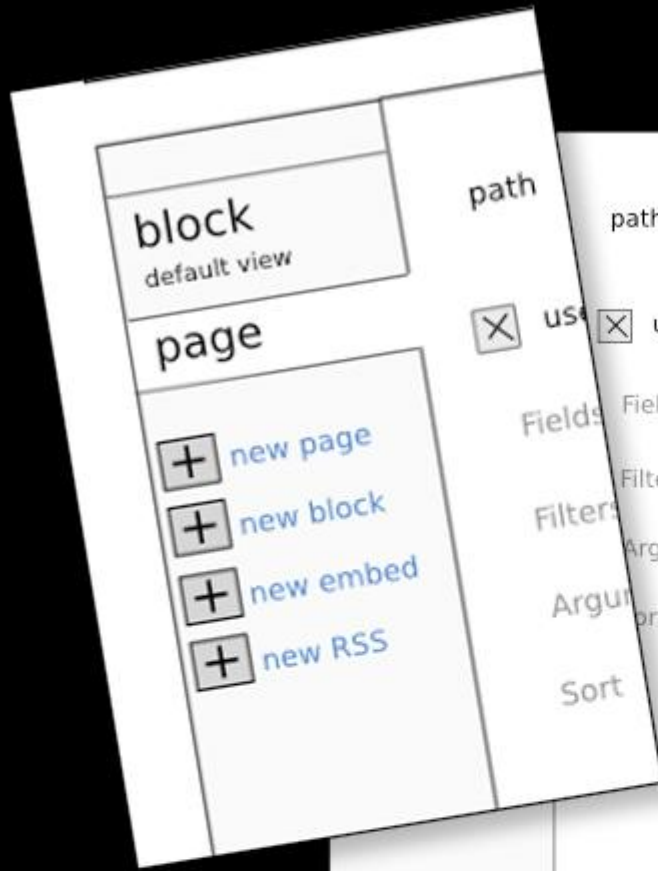 block
default view
page
new page
new block
new embed
new RSS
path
Fields
Filters
Sort
path